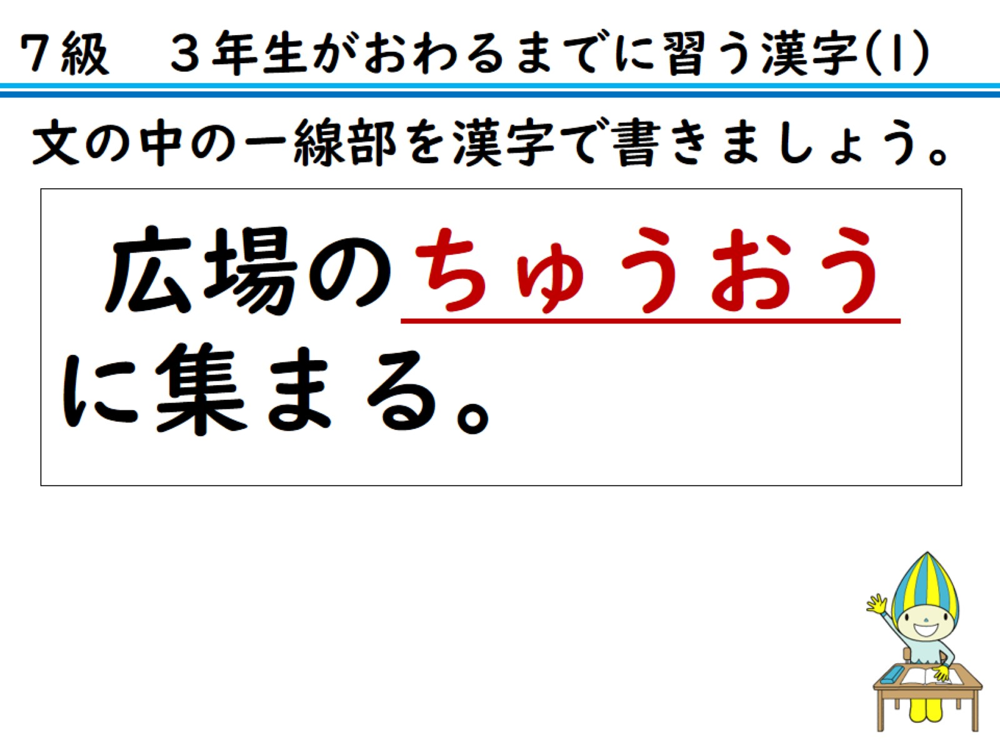 ７級　３年生がおわるまでに習う漢字(1)
文の中の一線部を漢字で書きましょう。
広場のちゅうおう
に集まる。